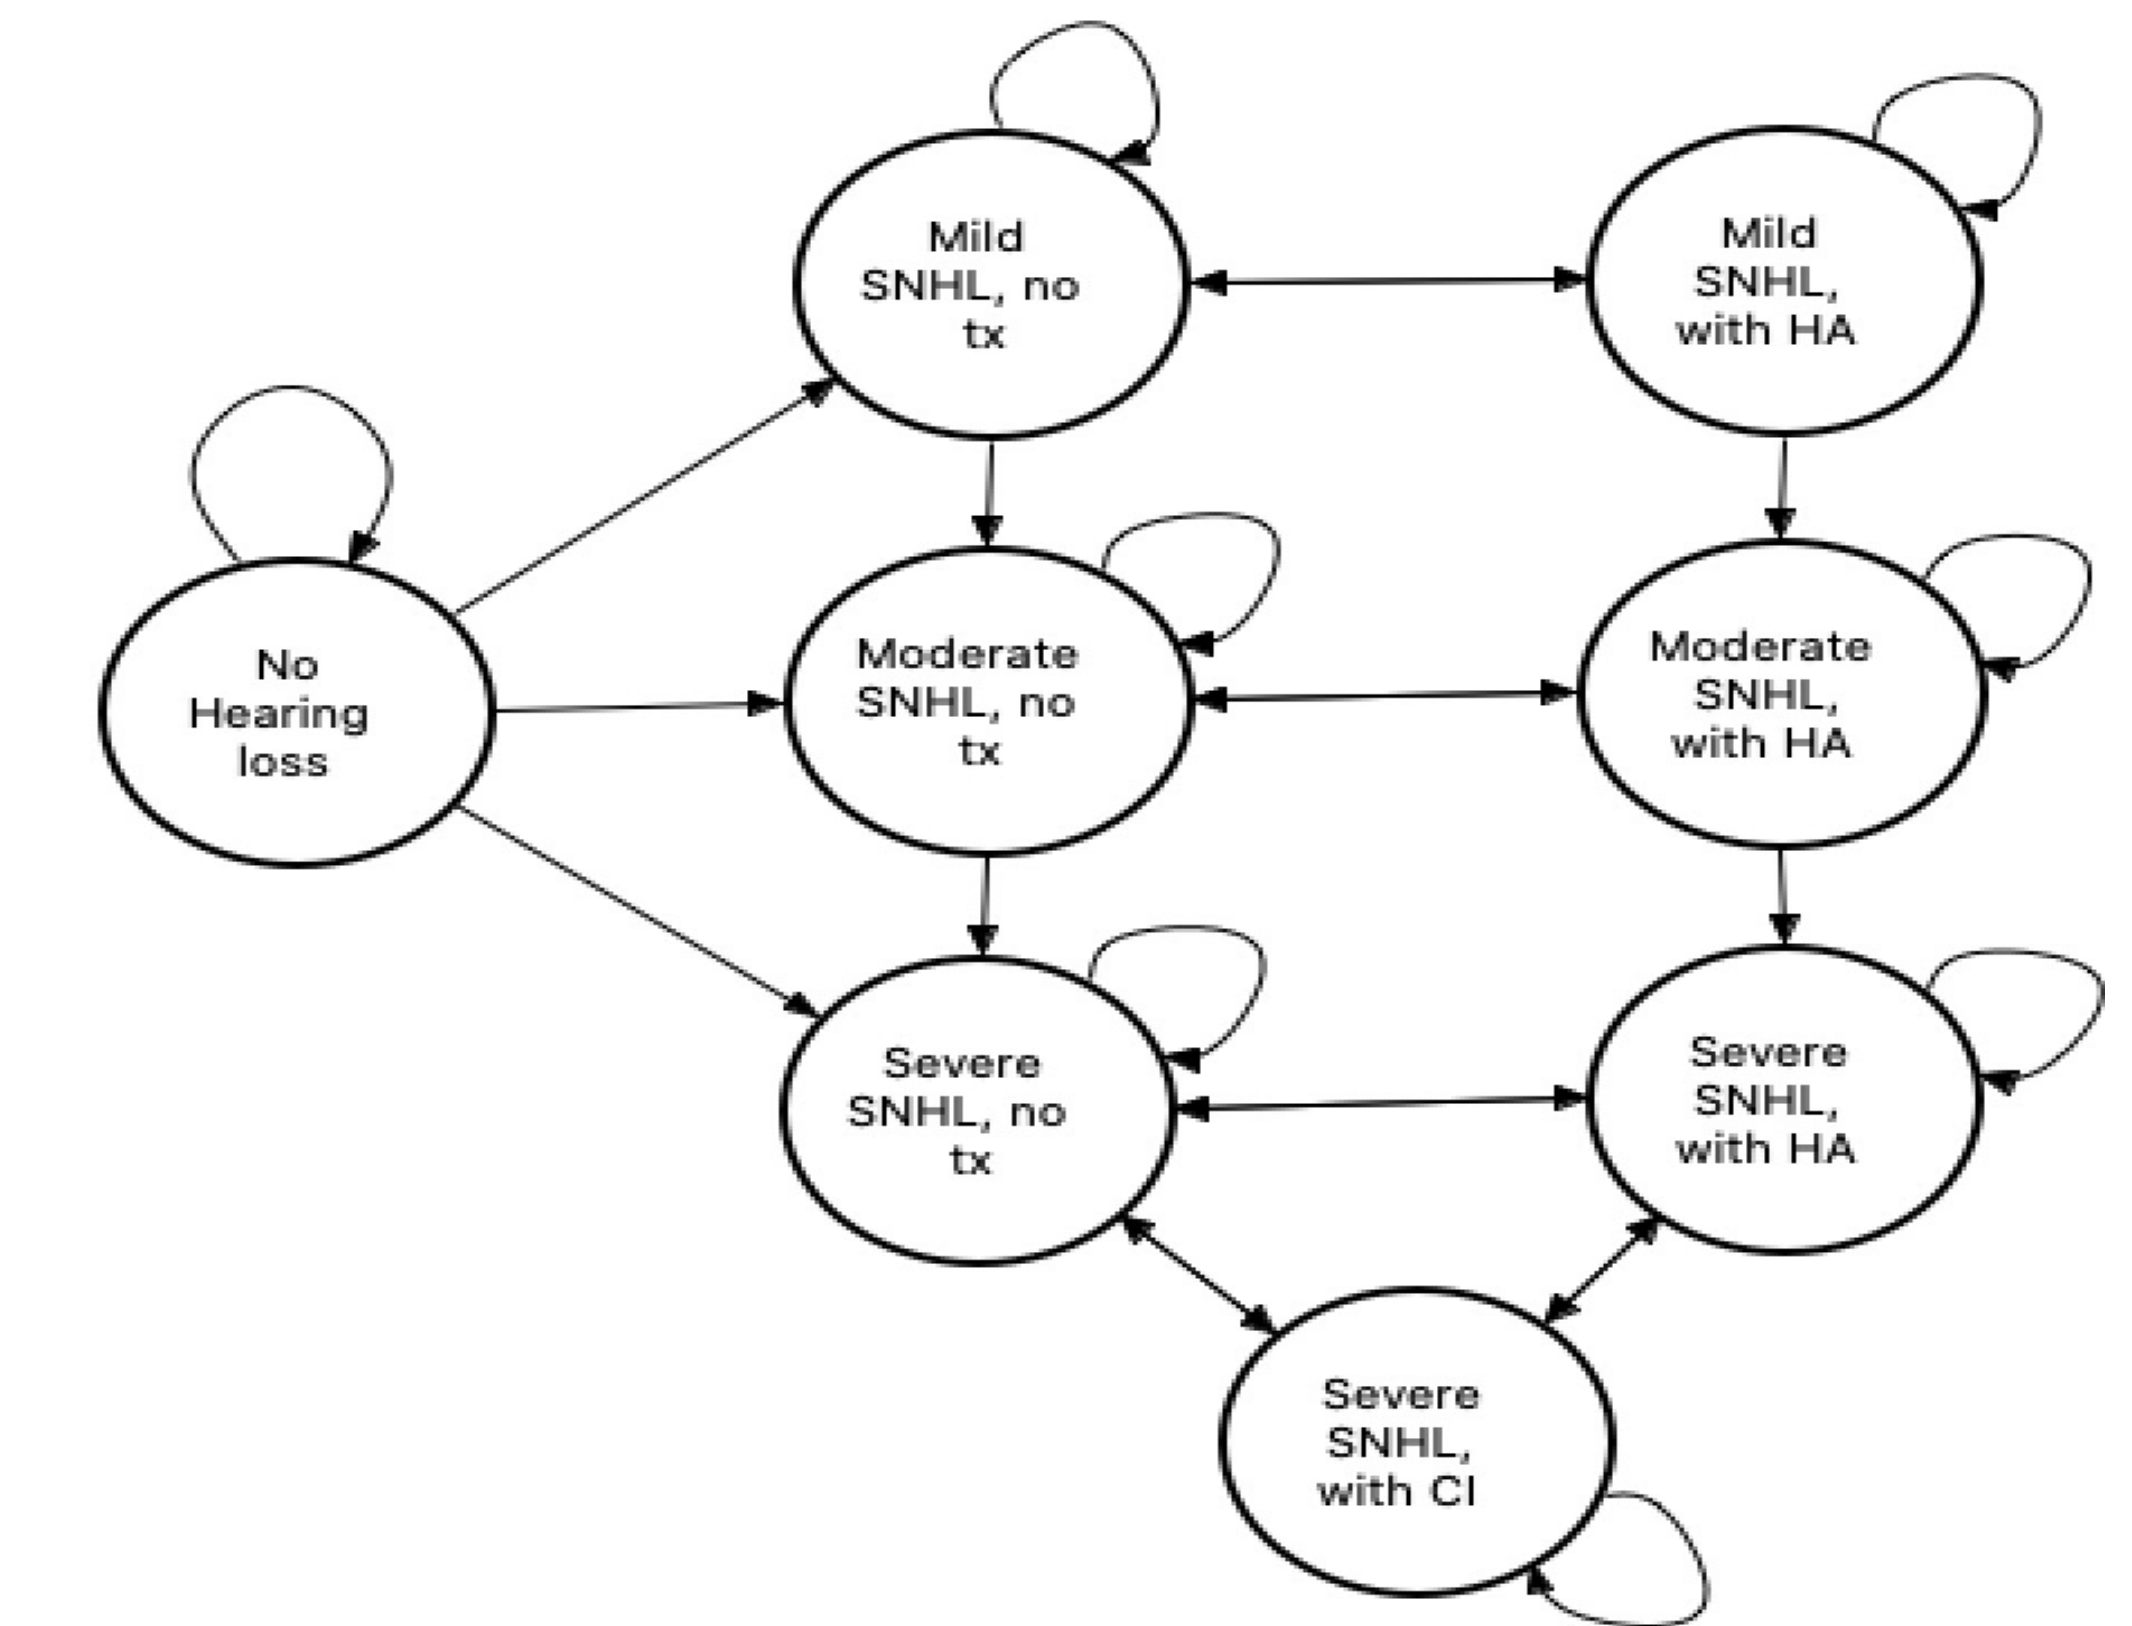 Mild
SNHL, no
tx
Mild
SNHL,
with HA
No
Hearing
loss
Moderate
SNHL, no
tx
Moderate
SNHL,
with HA
Severe
SNHL, no
tx
Severe
SNHL,
with HA
Severe
SNHL,
with CI